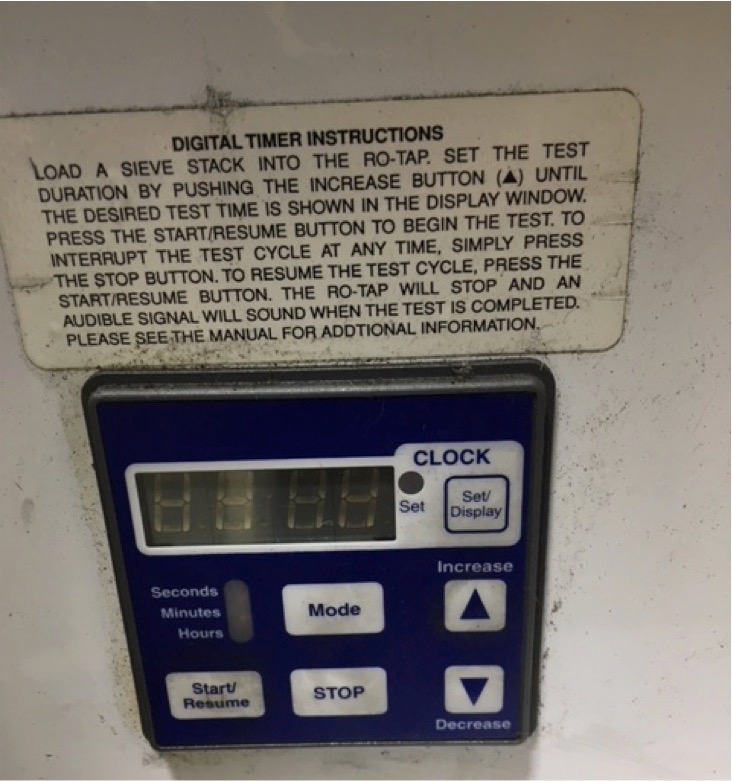 DIGITAL TIMER INSTRUCTIONS
LOAD A SIEVE STACK INTO THE RO-TAP. SET THE TEST
DURATION BY PUSHING THE INCREASE BUTTON (▲) UNTIL
THE DESIRED TEST TIME IS SHOWN IN THE DISPLAY WINDOW.
PRESS THE START/RESUME BUTTON TO BEGIN THE TEST. TO
INTERRUPT THE TEST CYCLE AT ANY TIME, SIMPLY PRESS
THE STOP BUTTON. TO RESUME THE TEST CYCLE, PRESS THE
START/RESUME BUTTON. THE RO-TAP WILL STOP AND AN
AUDIBLE SIGNAL WILL SOUND WHEN THE TEST IS COMPLETED.
PLEASE SEE THE MANUAL FOR ADDTIONAL INFORMATION.
CLOCK
Set
Set/
Display
Increase
Seconds
Minutes
Hours
Mode
Start/
Resume
STOP
Decrease